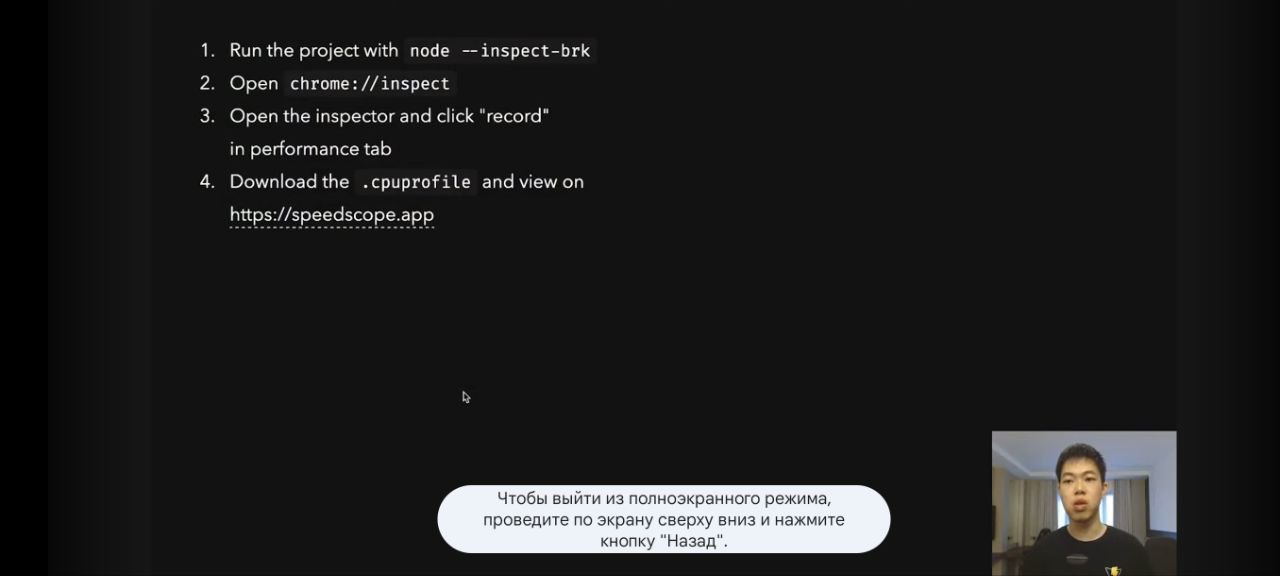 1. Run the project with node --inspect-brk
2. Open chrome://inspect
3. Open the inspector and click "record"
in performance tab
4. Download the .cpuprofile and view on
https://speedscope.app
Чтобы выйти из полноэкранного режима,
проведите по экрану сверху вниз и нажмите
кнопку "Назад".